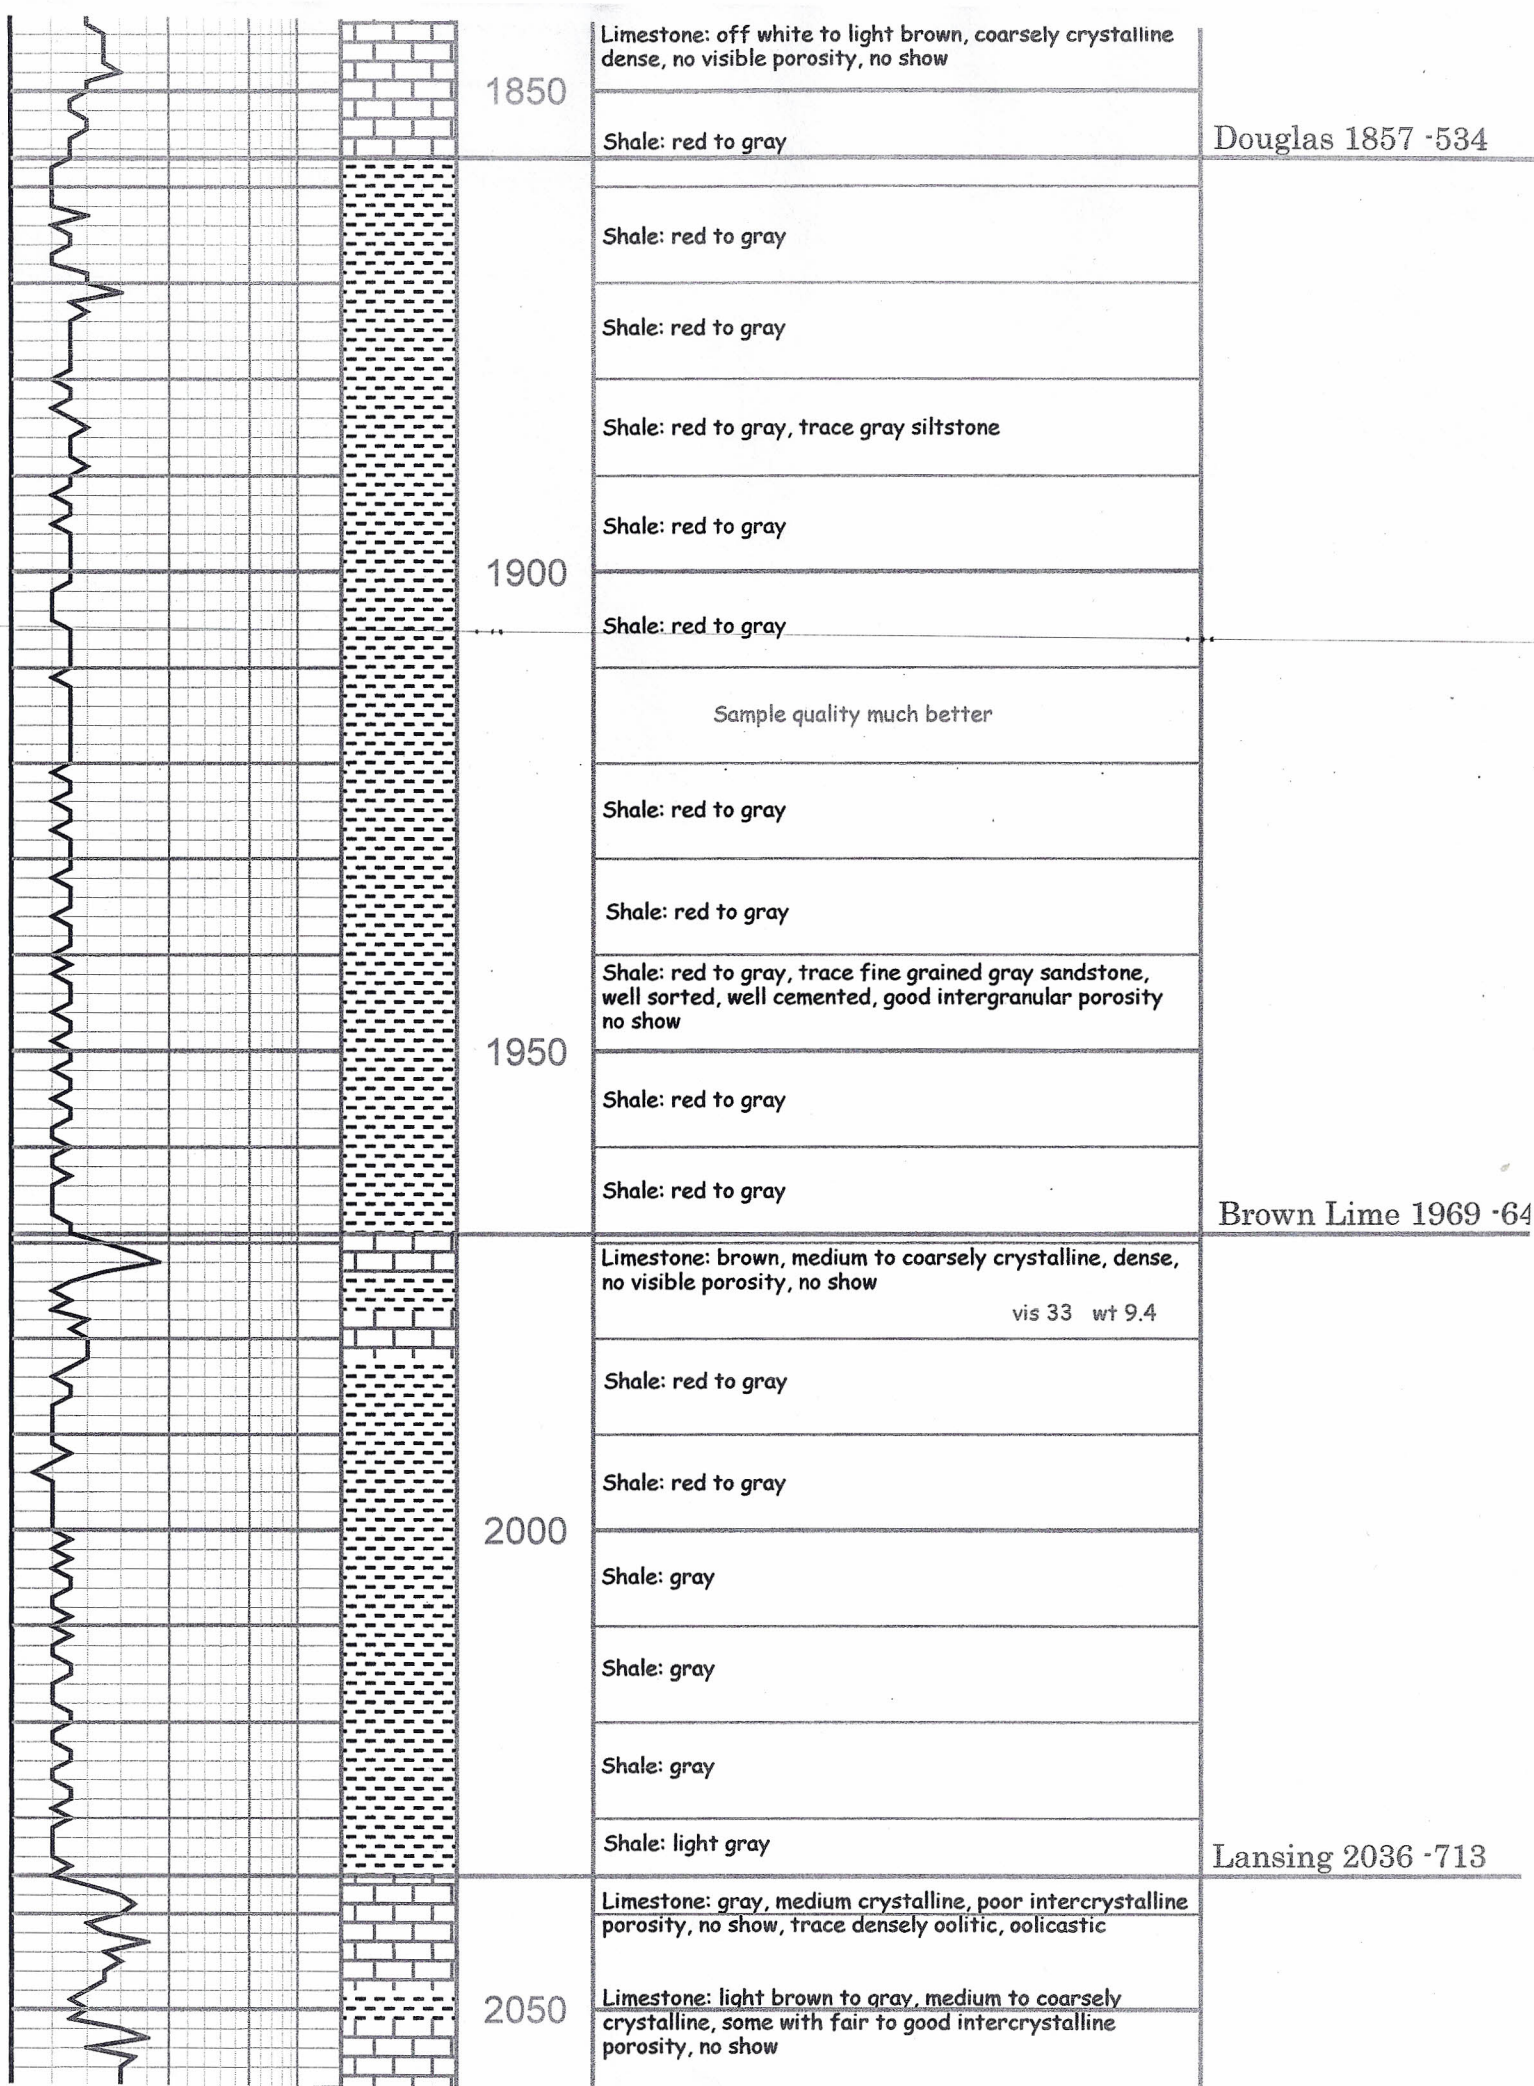 Limestone: off white to light brown, coarsely crystalline
dense, no visible porosity, no show
1850
Shale: red to gray
Douglas 1857 -534
Shale: red to gray
Shale: red to gray
Shale: red to gray, trace gray siltstone
Shale: red to gray
1900
Shale: red to gray
Sample quality much better
Shale: red to gray
Shale: red to gray
Shale: red to gray, trace fine grained gray sandstone,
well sorted, well cemented, good intergranular porosity
no show
1950
Shale: red to gray
Shale: red to gray
Brown Lime 1969 -64
Limestone: brown, medium to coarsely crystalline, dense,
no visible porosity, no show
vis 33 wt 9.4
Shale: red to gray
Shale: red to gray
2000
Shale: gray
Shale: gray
Shale: gray
Shale: light gray
Lansing 2036 -713
Limestone: gray, medium crystalline, poor intercrystalline
porosity, no show, trace densely oolitic, oolicastic
Limestone: light brown to gray, medium to coarsely
2050
crystalline, some with fair to good intercrystalline
porosity, no show